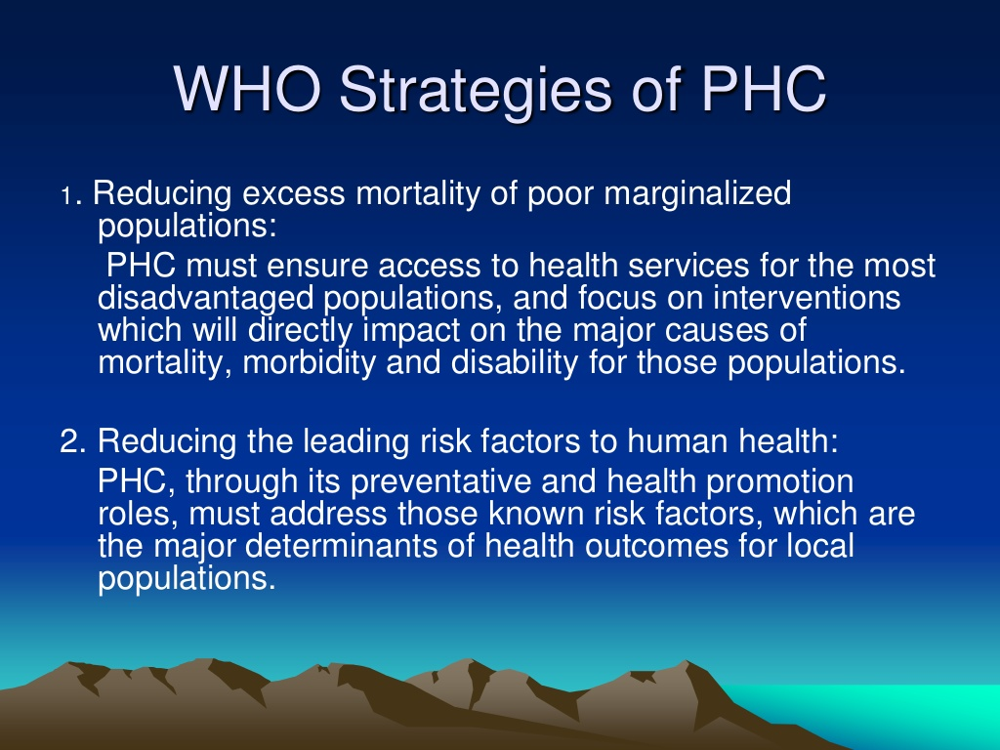 WHO Strategies of PHC
1. Reducing excess mortality of poor marginalized
populations:
PHC must ensure access to health services for the most
disadvantaged populations, and focus on interventions
which will directly impact on the major causes of
mortality, morbidity and disability for those populations.
2. Reducing the leading risk factors to human health:
PHC, through its preventative and health promotion
roles, must address those known risk factors, which are
the major determinants of health outcomes for local
populations.